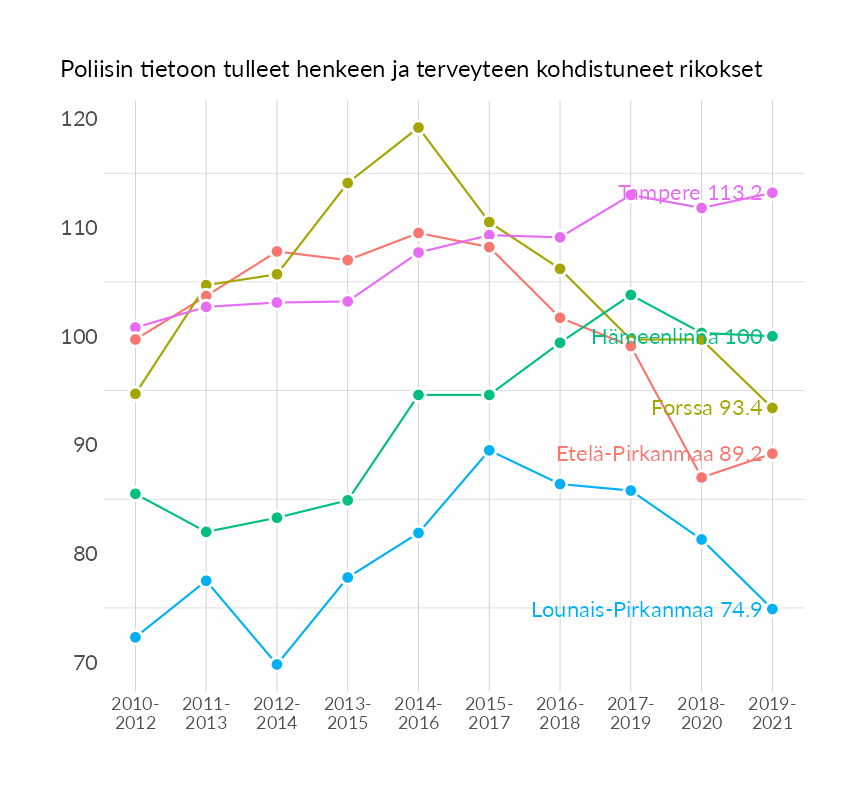 Poliisin tietoon tulleet henkeen ja terveyteen kohdistuneet rikokset
120
110
100
90
80
70
Tampere 113.2
Hämeenlinna 100
Forssa 93.4
Etelä-Pirkanmaa 89.2
Lounais-Pirkanmaa 74.9
2010- 2011- 2012- 2013- 2014- 2015- 2016- 2017- 2018- 2019-
2012 2013 2014 2015 2016 2017 2018 2019 2020 2021